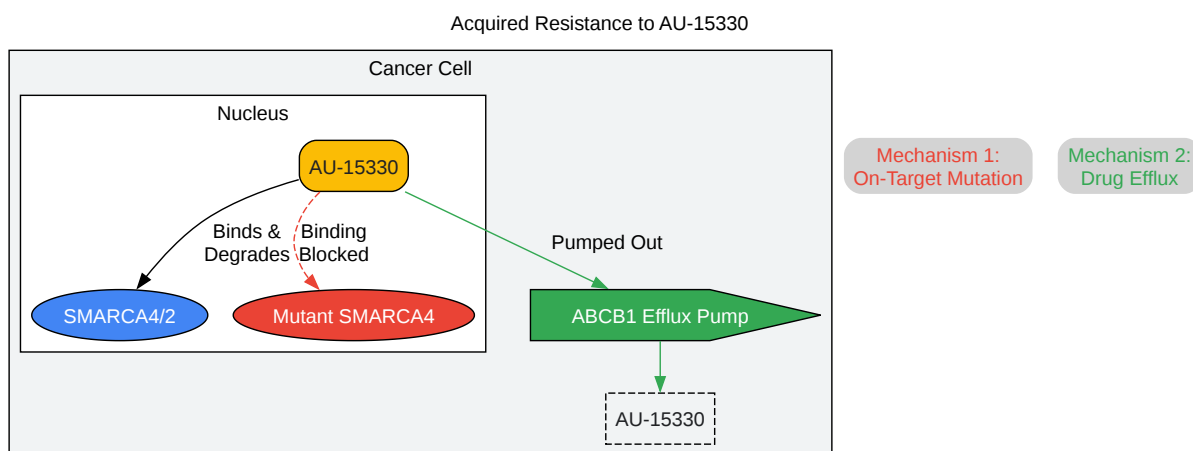 Acquired Resistance to AU-15330
Cancer Cell
Nucleus
AU-15330
Mechanism 1:
On-Target Mutation
Mechanism 2:
Drug Efflux
Binds &
Degrades
Binding
Blocked
Pumped Out
SMARCA4/2
Mutant SMARCA4
ABCB1 Efflux Pump
AU-15330